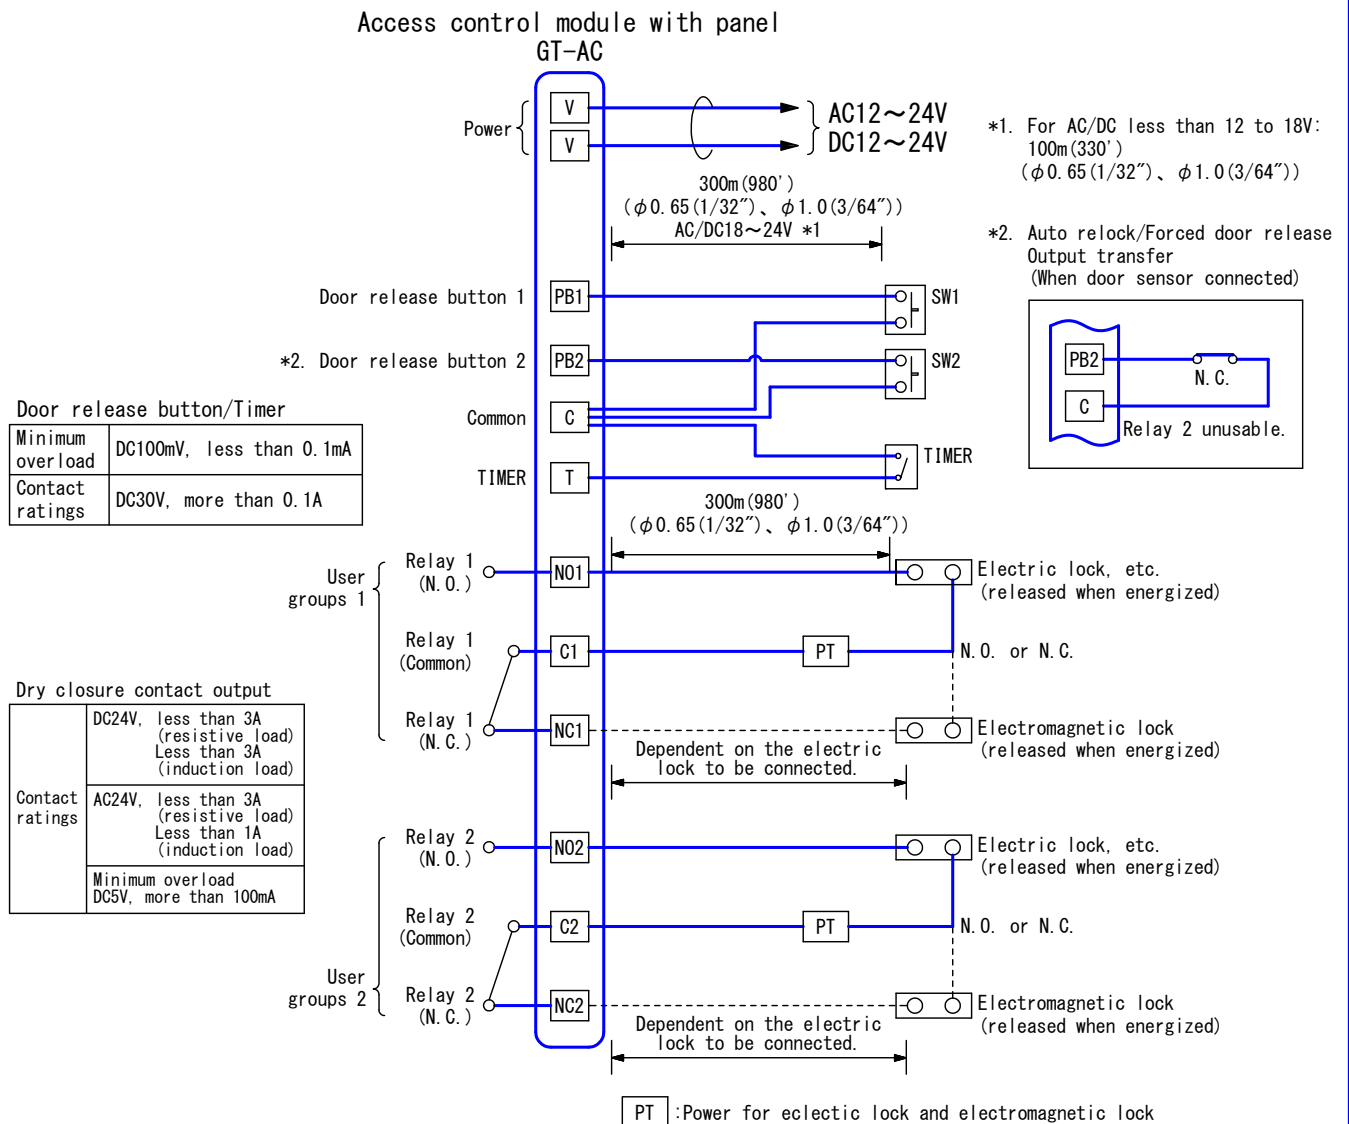 Access control module with panel
GT-AC
Power
V
V
AC12～24V
DC12～24V
*1. For AC/DC less than 12 to 18V:
100m(330')
(φ0.65(1/32″)、φ1.0(3/64″))
300m(980')
(φ0.65(1/32″)、φ1.0(3/64″))
AC/DC18～24V *1
*2. Auto relock/Forced door release
Output transfer
(When door sensor connected)
Door release button 1
PB1
SW1
*2. Door release button 2
PB2
SW2
PB2
N.C.
C
Relay 2 unusable.
Common
C
TIMER
T
TIMER
Door release button/Timer
Minimum
overload
DC100mV, less than 0.1mA
Contact
ratings
DC30V, more than 0.1A
300m(980')
(φ0.65(1/32″)、φ1.0(3/64″))
User
groups 1
Relay 1
(N.O.)
NO1
Electric lock, etc.
(released when energized)
Relay 1
(Common)
C1
PT
N.O. or N.C.
Relay 1
(N.C.)
NC1
Electromagnetic lock
(released when energized)
Dependent on the electric
lock to be connected.
Dry closure contact output
Contact
ratings
DC24V, less than 3A
(resistive load)
Less than 3A
(induction load)
AC24V, less than 3A
(resistive load)
Less than 1A
(induction load)
Minimum overload
DC5V, more than 100mA
User
groups 2
Relay 2
(N.O.)
NO2
Electric lock, etc.
(released when energized)
Relay 2
(Common)
C2
PT
N.O. or N.C.
Relay 2
(N.C.)
NC2
Electromagnetic lock
(released when energized)
Dependent on the electric
lock to be connected.
PT :Power for eclectic lock and electromagnetic lock